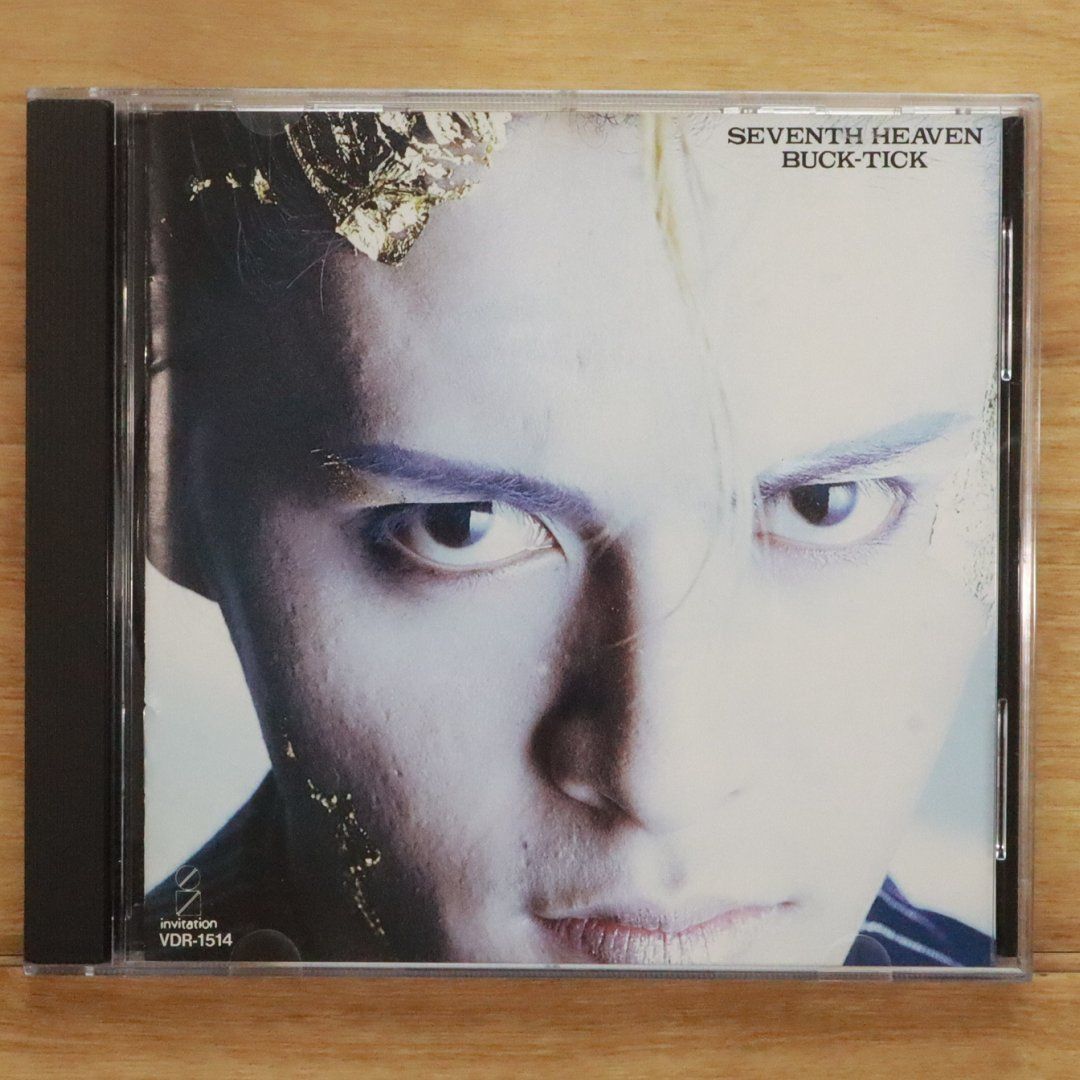 SEVENTH HEAVEN
BUCK-TICK
invitation
VDR-1514